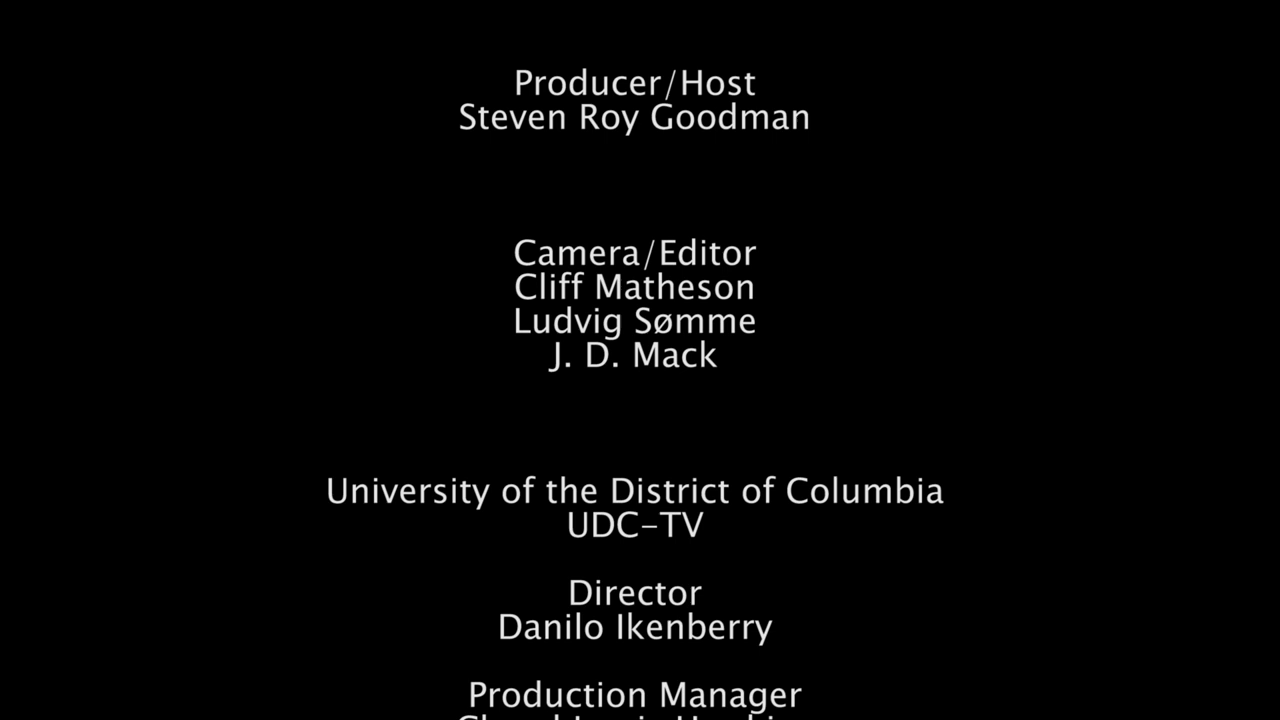 Producer/Host
Steven Roy Goodman
Camera/Editor
Cliff Matheson
Ludvig Sømme
J. D. Mack
University of the District of Columbia
UDC-TV
Director
Danilo Ikenberry
Production Manager